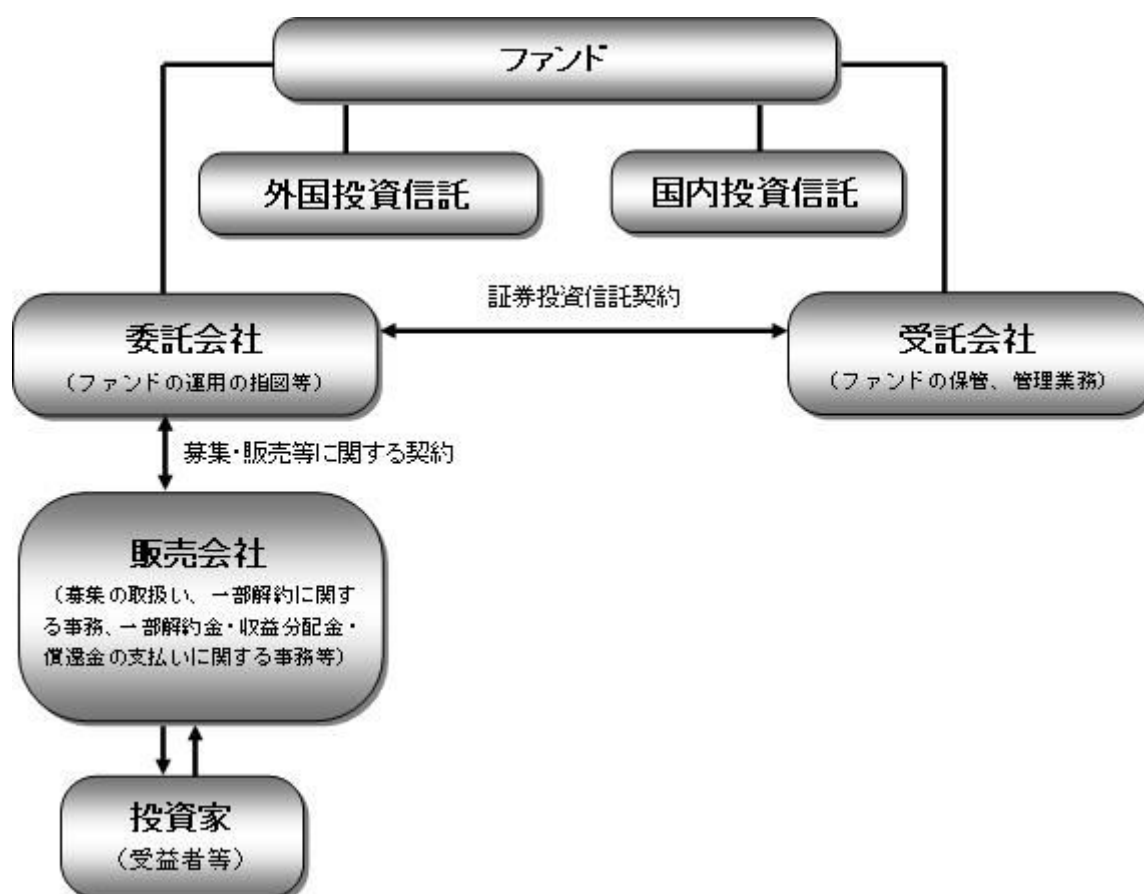 ファンド
外国投資信託
国内投資信託
証券投資信託契約
委託会社
（ファンドの運用の指図等）
受託会社
（ファンドの保管、管理業務）
募集・販売等に関する契約
販売会社
（募集の取扱い、一部解約に関す
る事務、一部解約金・収益分配金・
償還金の支払いに関する事務等）
投資家
（受益者等）